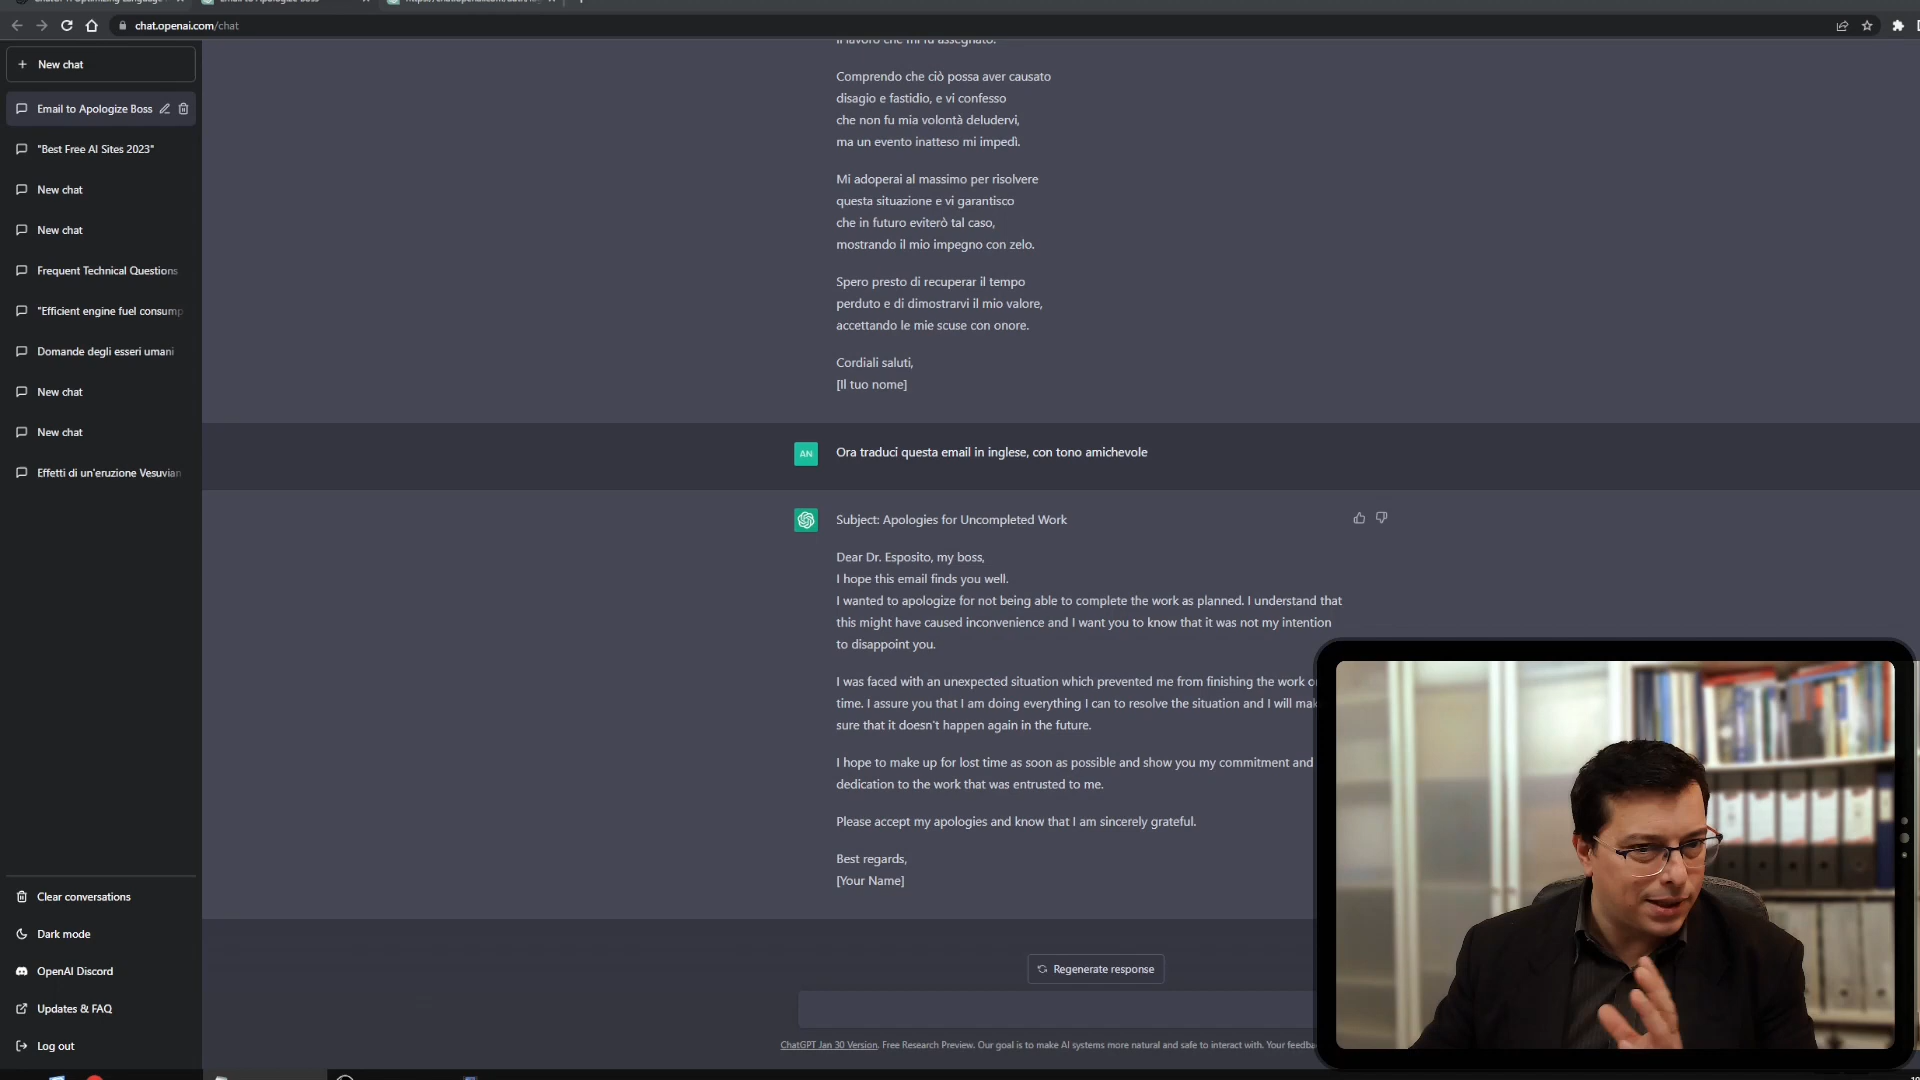 chat.openai.com/chat
New chat
Email to Apologize Boss
"Best Free AI Sites 2023"
New chat
New chat
Frequent Technical Questions
"Efficient engine fuel consump
Domande degli esseri umani
New chat
New chat
Effetti di un'eruzione Vesuvian
Clear conversations
Dark mode
OpenAI Discord
Updates & FAQ
Log out
il lavoro che mi fu assegnato.
Comprendo che ciò possa aver causato
disagio e fastidio, e vi confesso
che non fu mia volontà deludervi,
ma un evento inatteso mi impedì.
Mi adoperai al massimo per risolvere
questa situazione e vi garantisco
che in futuro eviterò tal caso,
mostrando il mio impegno con zelo.
Spero presto di recuperar il tempo
perduto e di dimostrarvi il mio valore,
accettando le mie scuse con onore.
Cordiali saluti,
[Il tuo nome]
AN
Ora traduci questa email in inglese, con tono amichevole
Subject: Apologies for Uncompleted Work
Dear Dr. Esposito, my boss,
I hope this email finds you well.
I wanted to apologize for not being able to complete the work as planned. I understand that
this might have caused inconvenience and I want you to know that it was not my intention
to disappoint you.
I was faced with an unexpected situation which prevented me from finishing the work
time. I assure you that I am doing everything I can to resolve the situation and I will
sure that it doesn't happen again in the future.
I hope to make up for lost time as soon as possible and show you my commitment and
dedication to the work that was entrusted to me.
Please accept my apologies and know that I am sincerely grateful.
Best regards,
[Your Name]
Regenerate response
ChatGPT Jan 30 Version. Free Research Preview. Our goal is to make AI systems more natural and safe to interact with. Your